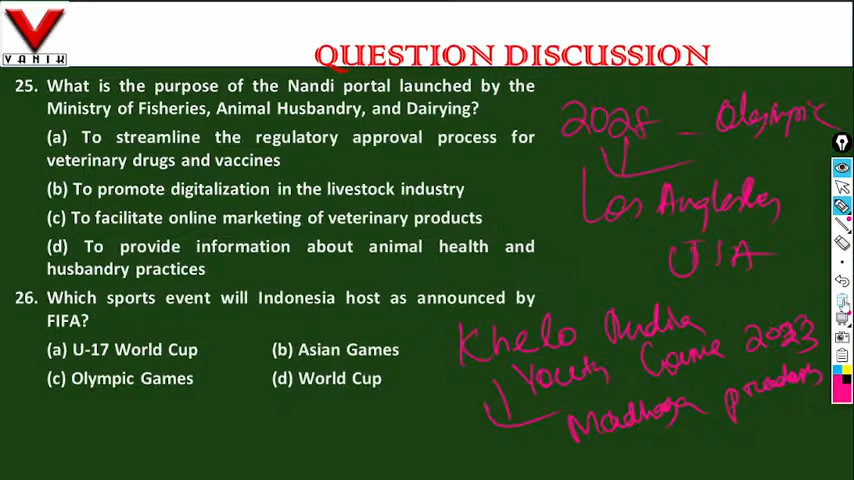 VANIK
QUESTION DISCUSSION
25. What is the purpose of the Nandi portal launched by the
Ministry of Fisheries, Animal Husbandry, and Dairying?
(a) To streamline the regulatory approval process for
veterinary drugs and vaccines
(b) To promote digitalization in the livestock industry
(c) To facilitate online marketing of veterinary products
(d) To provide information about animal health and
husbandry practices
26. Which sports event will Indonesia host as announced by
FIFA?
(a) U-17 World Cup (b) Asian Games
(c) Olympic Games (d) World Cup
2028 - Olympic
Los
Khelo India
Youth Game 2023
Madhaya pradesh